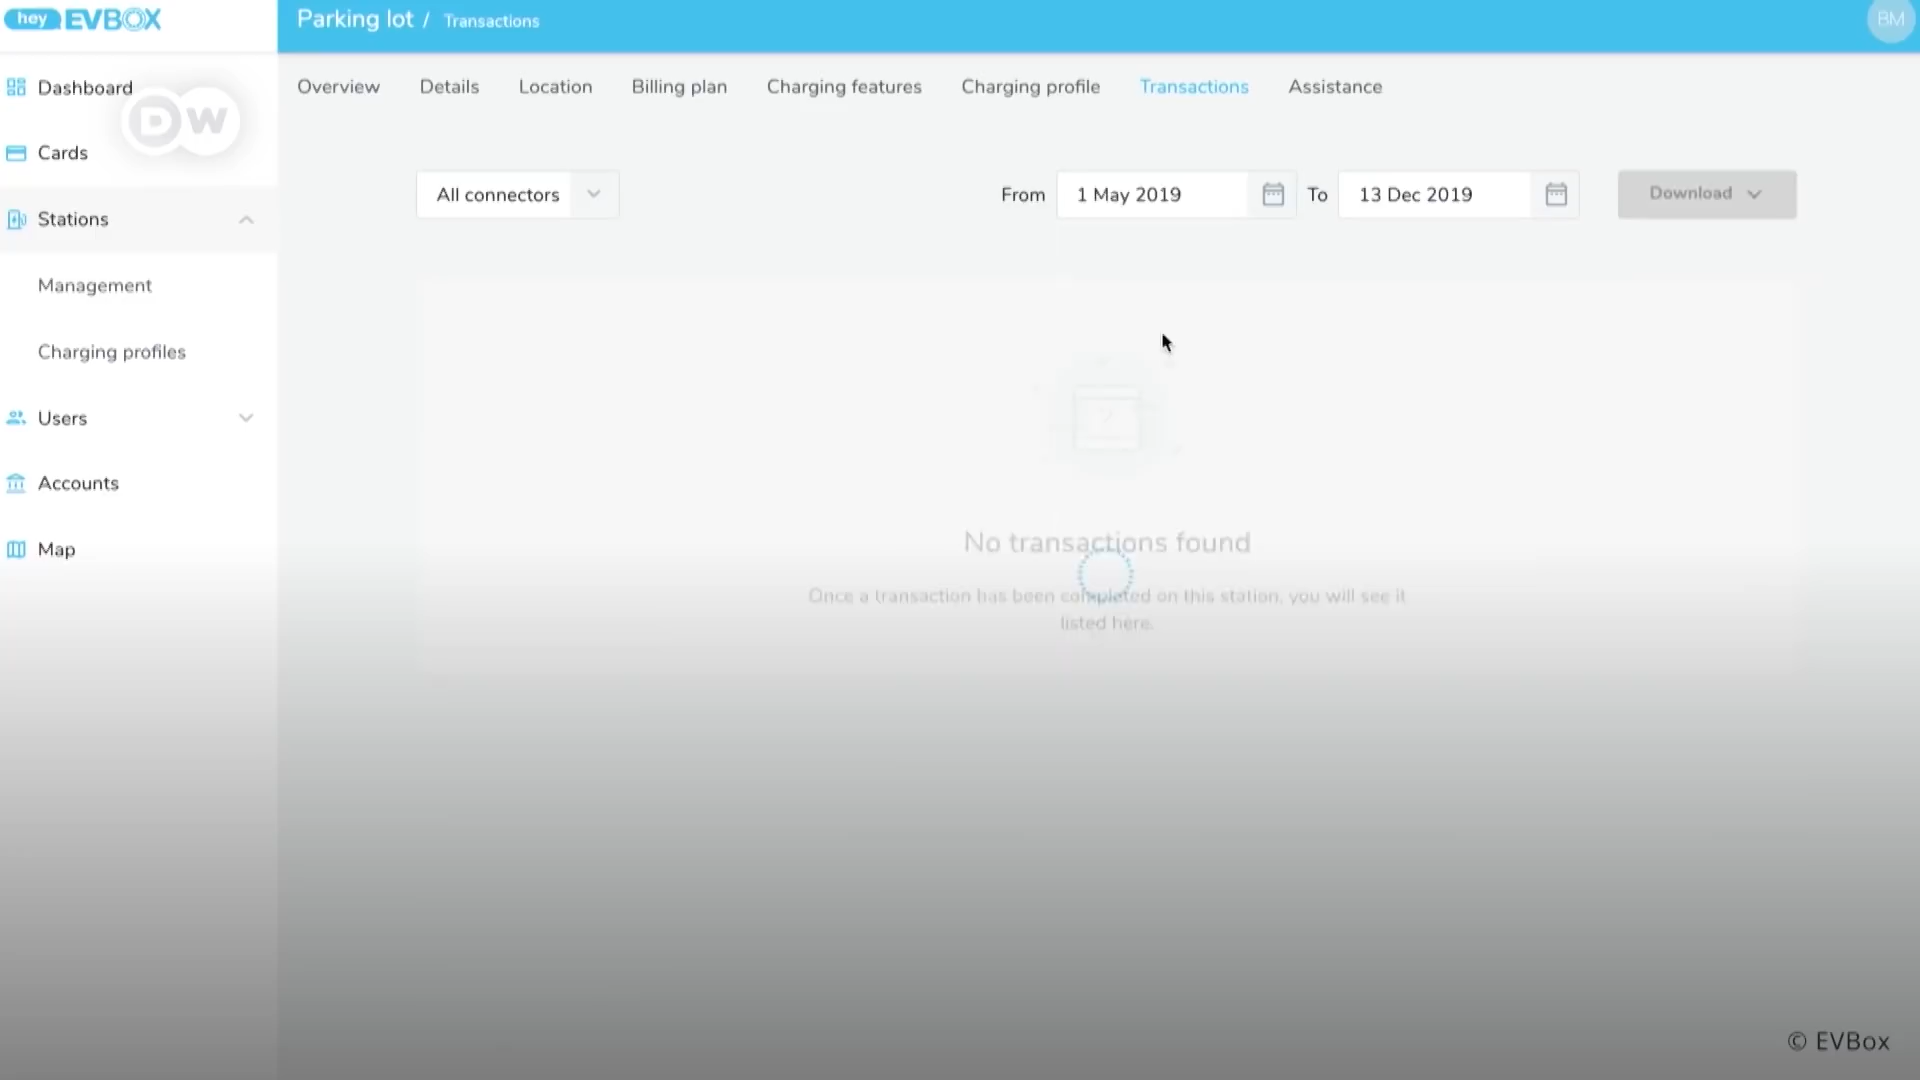 hey EVBOX
Parking lot / Transactions
BM
Dashboard
DW
Cards
Stations
Management
Charging profiles
Users
Accounts
Map
Overview Details Location Billing plan Charging features Charging profile Transactions Assistance
All connectors From 1 May 2019 To 13 Dec 2019 Download
No transactions found
Once a transaction has been completed on this station, you will see it
listed here.
© EVBox